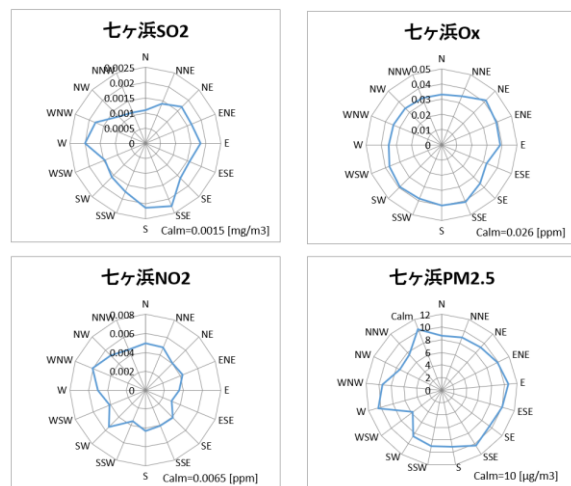 七ヶ浜SO2
N
NNE
NE
ENE
E
ESE
SE
SSE
S
SSW
SW
WSW
W
WNW
NW
NNW
0.0025
0.002
0.0015
0.001
0.0005
0
Calm=0.0015 [mg/m3]
七ヶ浜Ox
N
NNE
NE
ENE
E
ESE
SE
SSE
S
SSW
SW
WSW
W
WNW
NW
NNW
0.05
0.04
0.03
0.02
0.01
0
Calm=0.026 [ppm]
七ヶ浜NO2
N
NNE
NE
ENE
E
ESE
SE
SSE
S
SSW
SW
WSW
W
WNW
NW
NNW
0.008
0.006
0.004
0.002
0
Calm=0.0065 [ppm]
七ヶ浜PM2.5
N
NNE
NE
ENE
E
ESE
SE
SSE
S
SSW
SW
WSW
W
WNW
NW
NNW
Calm
12
10
8
6
4
2
0
Calm=10 [μg/m3]